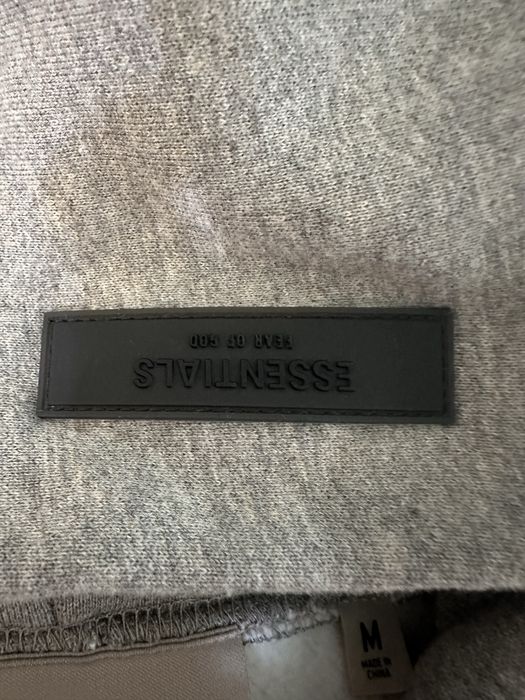 ESSENTIALS
FEAR OF GOD
M
MADE IN
CHINA